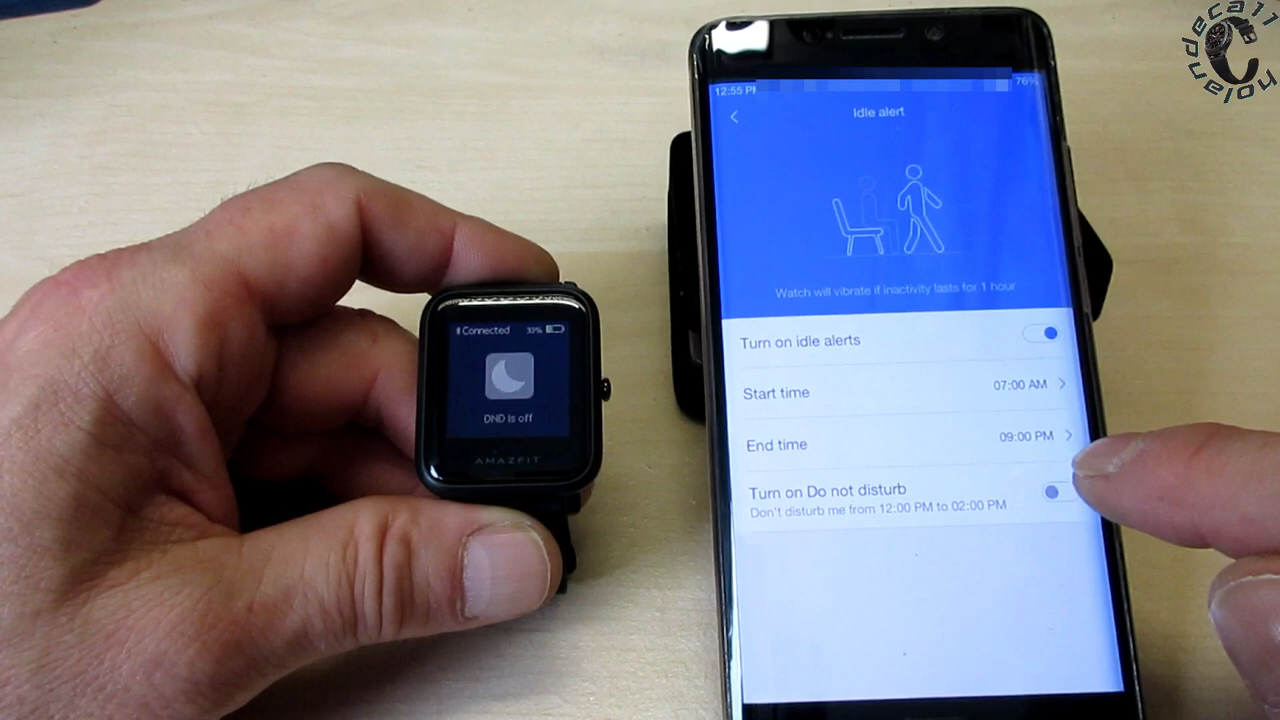 Connected 33%
DND is off
AMAZFIT
12:55 PM 76%
Idle alert
Watch will vibrate if inactivity lasts for 1 hour
Turn on idle alerts
Start time 07:00 AM
End time 09:00 PM
Turn on Do not disturb
Don't disturb me from 12:00 PM to 02:00 PM
holandeca11